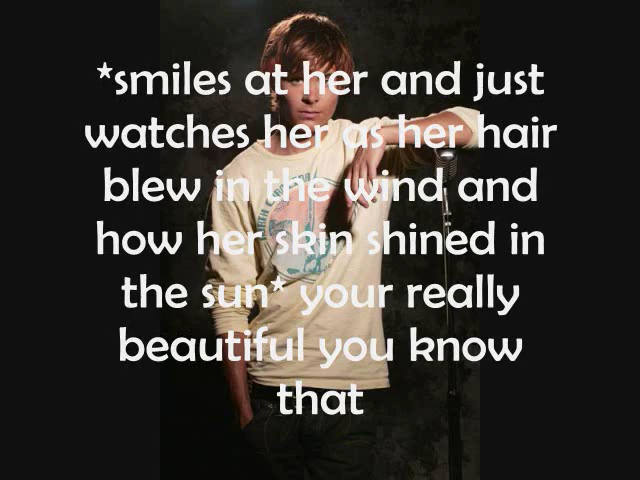 *smiles at her and just
watches her as her hair
blew in the wind and
how her skin shined in
the sun* your really
beautiful you know
that